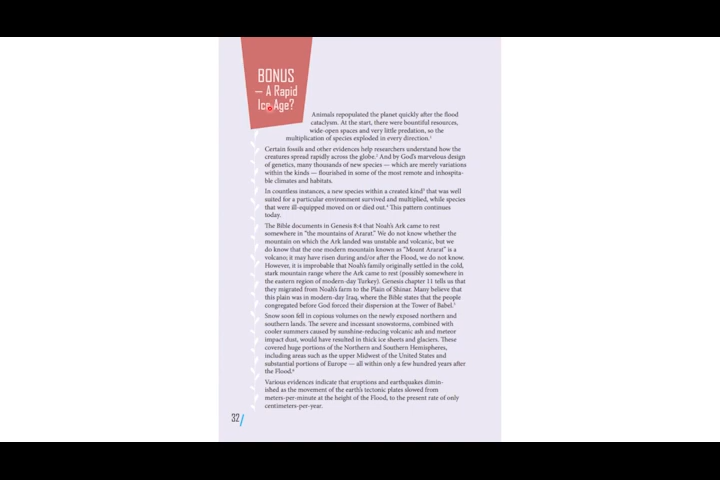 BONUS
— A Rapid
Ice Age?
Animals repopulated the planet quickly after the flood
cataclysm. At the start, there were bountiful resources,
wide-open spaces and very little predation, so the
multiplication of species exploded in every direction.¹
Certain fossils and other evidences help researchers understand how the
creatures spread rapidly across the globe.² And by God's marvelous design
of genetics, many thousands of new species — which are merely variations
within the kinds — flourished in some of the most remote and inhospita-
ble climates and habitats.
In countless instances, a new species within a created kind³ that was well
suited for a particular environment survived and multiplied, while species
that were ill-equipped moved on or died out.⁴ This pattern continues
today.
The Bible documents in Genesis 8:4 that Noah's Ark came to rest
somewhere in "the mountains of Ararat." We do not know whether the
mountain on which the Ark landed was unstable and volcanic, but we
do know that the one modern mountain known as "Mount Ararat" is a
volcano; it may have risen during and/or after the Flood, we do not know.
However, it is improbable that Noah's family originally settled in the cold,
stark mountain range where the Ark came to rest (possibly somewhere in
the eastern region of modern-day Turkey). Genesis chapter 11 tells us that
they migrated from Noah's farm to the Plain of Shinar. Many believe that
this plain was in modern-day Iraq, where the Bible states that the people
congregated before God forced their dispersion at the Tower of Babel.⁵
Snow soon fell in copious volumes on the newly exposed northern and
southern lands. The severe and incessant snowstorms, combined with
cooler summers caused by sunshine-reducing volcanic ash and meteor
impact dust, would have resulted in thick ice sheets and glaciers. These
covered huge portions of the Northern and Southern Hemispheres,
including areas such as the upper Midwest of the United States and
substantial portions of Europe — all within only a few hundred years after
the Flood.⁶
Various evidences indicate that eruptions and earthquakes dimin-
ished as the movement of the earth's tectonic plates slowed from
meters-per-minute at the height of the Flood, to the present rate of only
centimeters-per-year.
32/